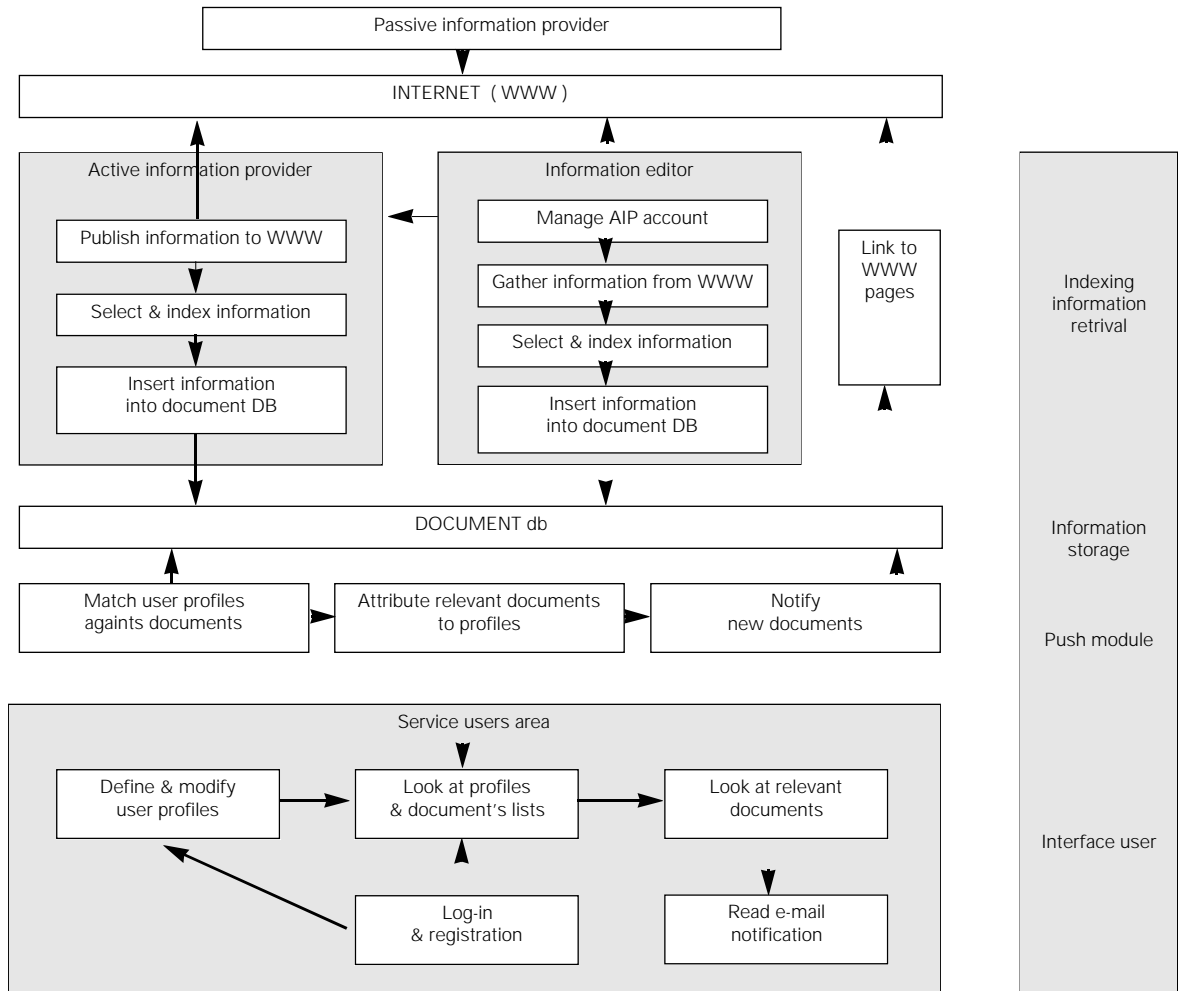 Passive information provider
INTERNET ( WWW )
Active information provider
Publish information to WWW
Select & index information
Insert information
into document DB
Information editor
Manage AIP account
Gather information from WWW
Select & index information
Insert information
into document DB
Link to
WWW
pages
Indexing
information
retrival
DOCUMENT db
Information
storage
Match user profiles
againts documents
Attribute relevant documents
to profiles
Notify
new documents
Push module
Service users area
Define & modify
user profiles
Look at profiles
& document's lists
Look at relevant
documents
Interface user
Log-in
& registration
Read e-mail
notification